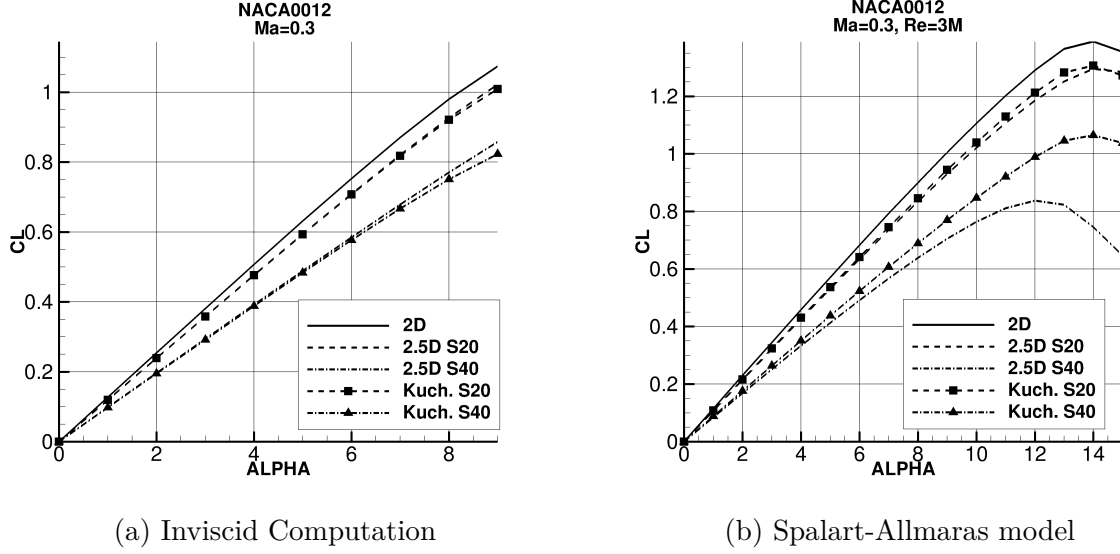 NACA0012
Ma=0.3
CL
1
0.8
0.6
0.4
0.2
0
0 2 4 6 8
ALPHA
2D
2.5D S20
2.5D S40
Kuch. S20
Kuch. S40
(a) Inviscid Computation
NACA0012
Ma=0.3, Re=3M
CL
1.2
1
0.8
0.6
0.4
0.2
0
0 2 4 6 8 10 12 14
ALPHA
2D
2.5D S20
2.5D S40
Kuch. S20
Kuch. S40
(b) Spalart-Allmaras model